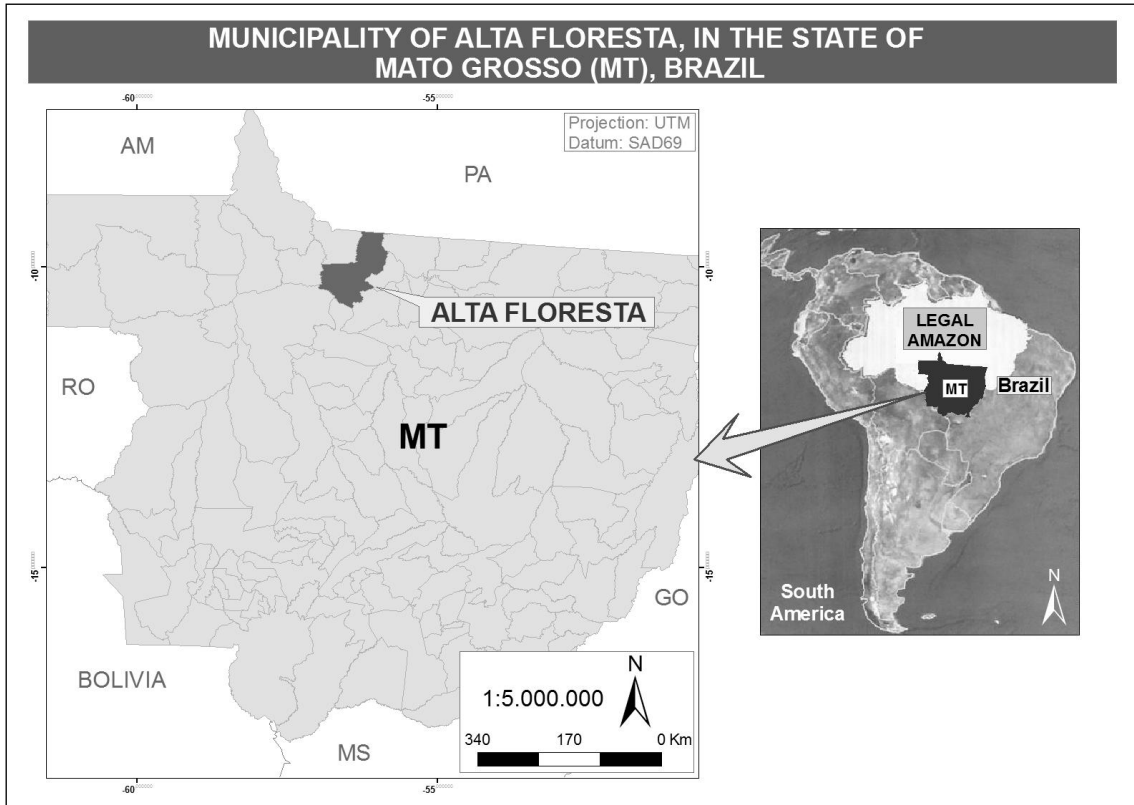 MUNICIPALITY OF ALTA FLORESTA, IN THE STATE OF
MATO GROSSO (MT), BRAZIL
-60
-55
Projection: UTM
Datum: SAD69
AM
PA
-10
-10
ALTA FLORESTA
RO
MT
-15
-15
GO
BOLIVIA
MS
N
1:5.000.000
340 170 0 Km
-60
-55
LEGAL
AMAZON
MT
Brazil
South
America
N